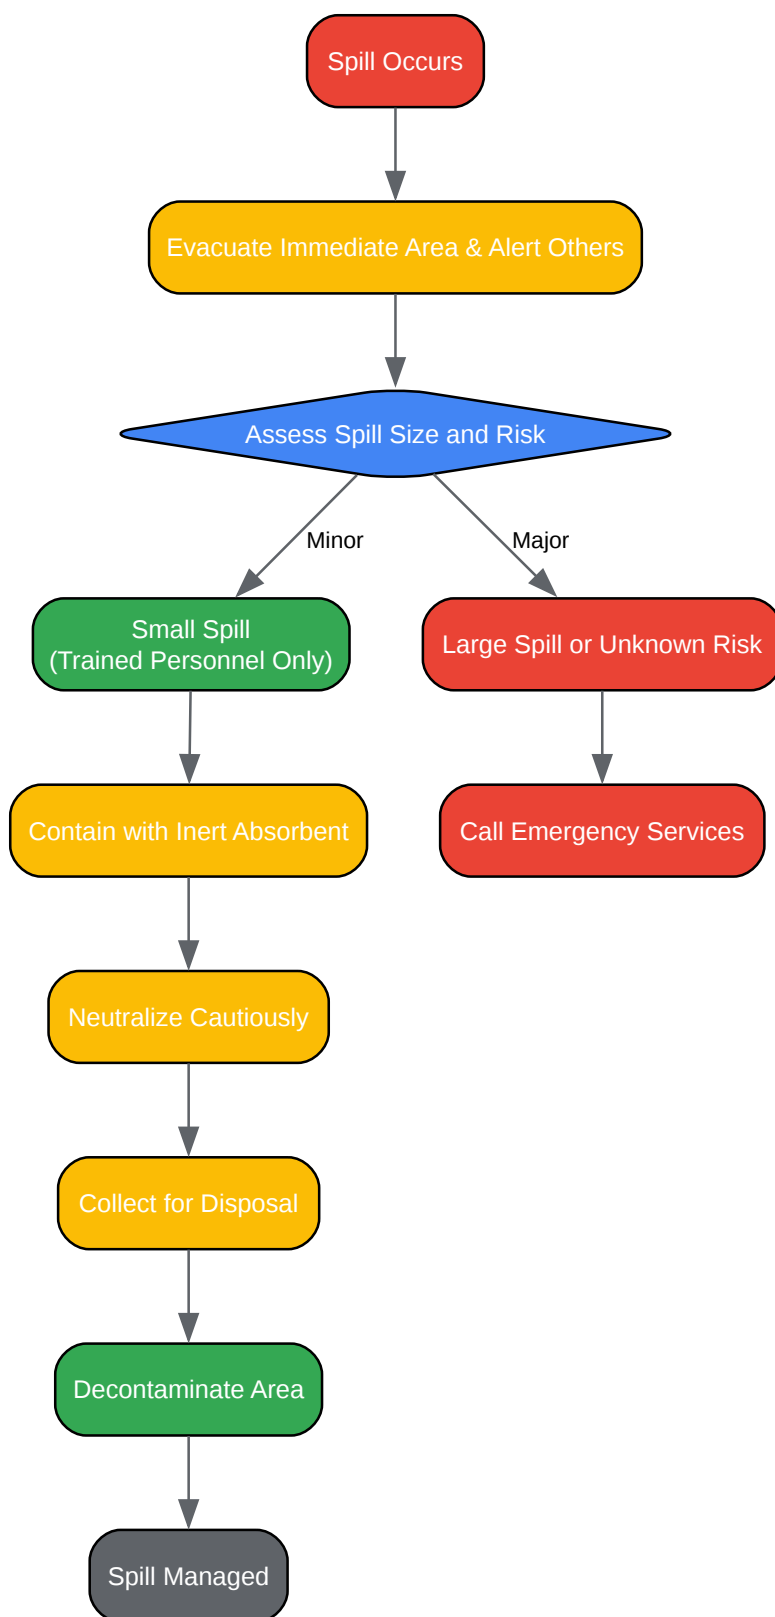 Spill Occurs
Evacuate Immediate Area & Alert Others
Assess Spill Size and Risk
Minor
Major
Small Spill
(Trained Personnel Only)
Large Spill or Unknown Risk
Contain with Inert Absorbent
Call Emergency Services
Neutralize Cautiously
Collect for Disposal
Decontaminate Area
Spill Managed